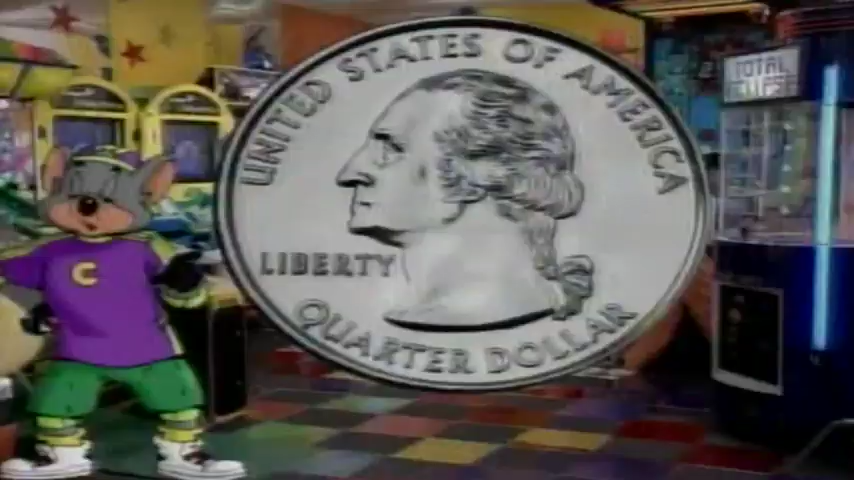 UNITED STATES OF AMERICA
LIBERTY
QUARTER DOLLAR
C
TOTAL